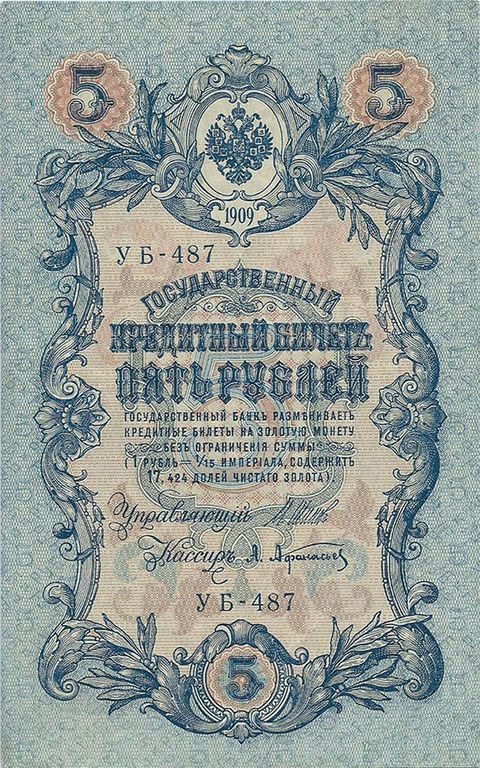 5 5
1909
УБ-487
ГОСУДАРСТВЕННЫЙ
КРЕДИТНЫЙ БИЛЕТЪ
ПЯТЬ РУБЛЕЙ
ГОСУДАРСТВЕННЫЙ БАНКЪ РАЗМѢНИВАЕТЪ
КРЕДИТНЫЕ БИЛЕТЫ НА ЗОЛОТУЮ МОНЕТУ
БЕЗЪ ОГРАНИЧЕНІЯ СУММЫ
(1 РУБЛЬ = 1/15 ИМПЕРІАЛА, СОДЕРЖИТЪ
17,424 ДОЛЕЙ ЧИСТАГО ЗОЛОТА).
Управляющій
Кассиръ А. Афанасьев
УБ-487
5